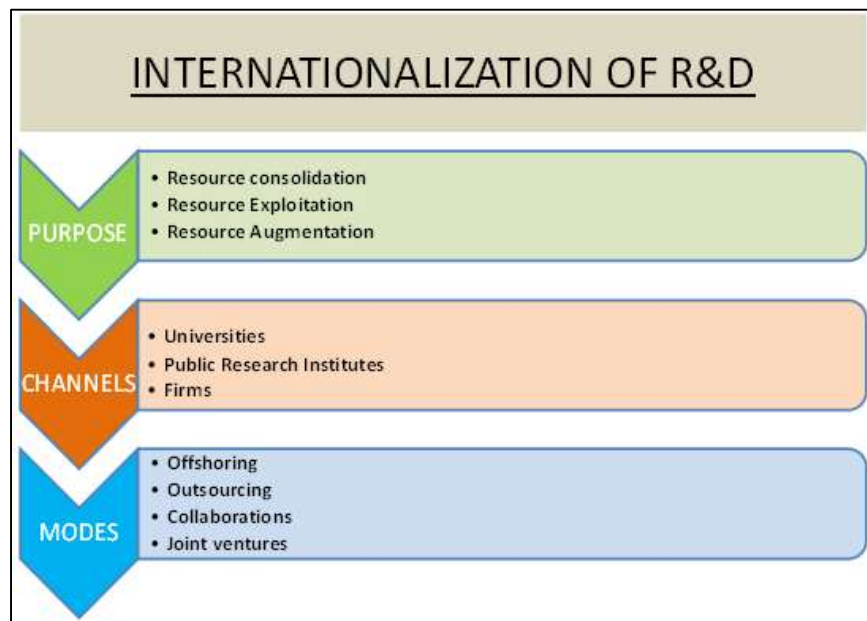 INTERNATIONALIZATION OF R&D
PURPOSE
• Resource consolidation
• Resource Exploitation
• Resource Augmentation
CHANNELS
• Universities
• Public Research Institutes
• Firms
MODES
• Offshoring
• Outsourcing
• Collaborations
• Joint ventures